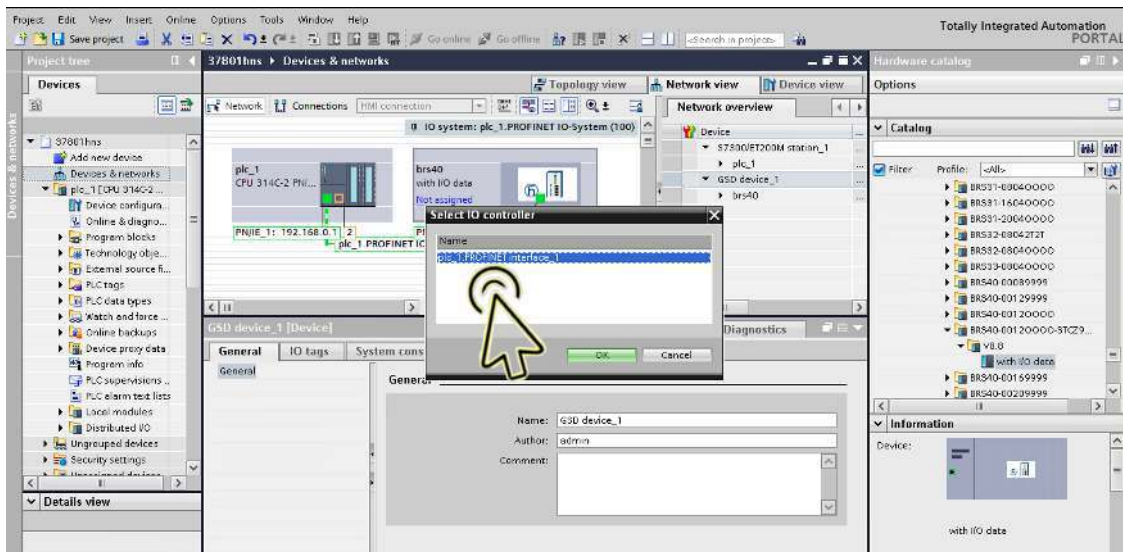 Project Edit View Insert Online Options Tools Window Help
Totally Integrated Automation
PORTAL
Save project
Go online
Go offline
<Search in project>
Project tree
37801hns ▸ Devices & networks
Hardware catalog
Devices
Topology view
Network view
Device view
Options
Devices & networks
Network
Connections
HMI connection
Network overview
IO system: plc_1.PROFINET IO-System (100)
Catalog
37801hns
Add new device
Devices & networks
plc_1 [CPU 314C-2 ...
Device configura...
Online & diagno...
Program blocks
Technology obje...
External source fi...
PLC tags
PLC data types
Watch and force ...
Online backups
Device proxy data
Program info
PLC supervisions ..
PLC alarm text lists
Local modules
Distributed I/O
Ungrouped devices
Security settings
Details view
plc_1
CPU 314C-2 PN/...
brs40
with I/O data
Not assigned
PN/IE_1: 192.168.0.1
2
plc_1.PROFINET IC
Device
S7300/ET200M station_1
plc_1
GSD device_1
brs40
Select IO controller
Name
plc_1.PROFINET interface_1
OK
Cancel
GSD device_1 [Device]
Diagnostics
General
IO tags
System cons
General
General
Name: GSD device_1
Author: admin
Comment:
Filter
Profile:
<All>
BRS31-08040000
BRS31-16040000
BRS31-20040000
BRS32-08042T2T
BRS32-08040000
BRS33-08040000
BRS40-00089999
BRS40-00129999
BRS40-00120000
BRS40-00120000-STCZ9...
V8.0
with I/O data
BRS40-00169999
BRS40-00209999
Information
Device:
with I/O data